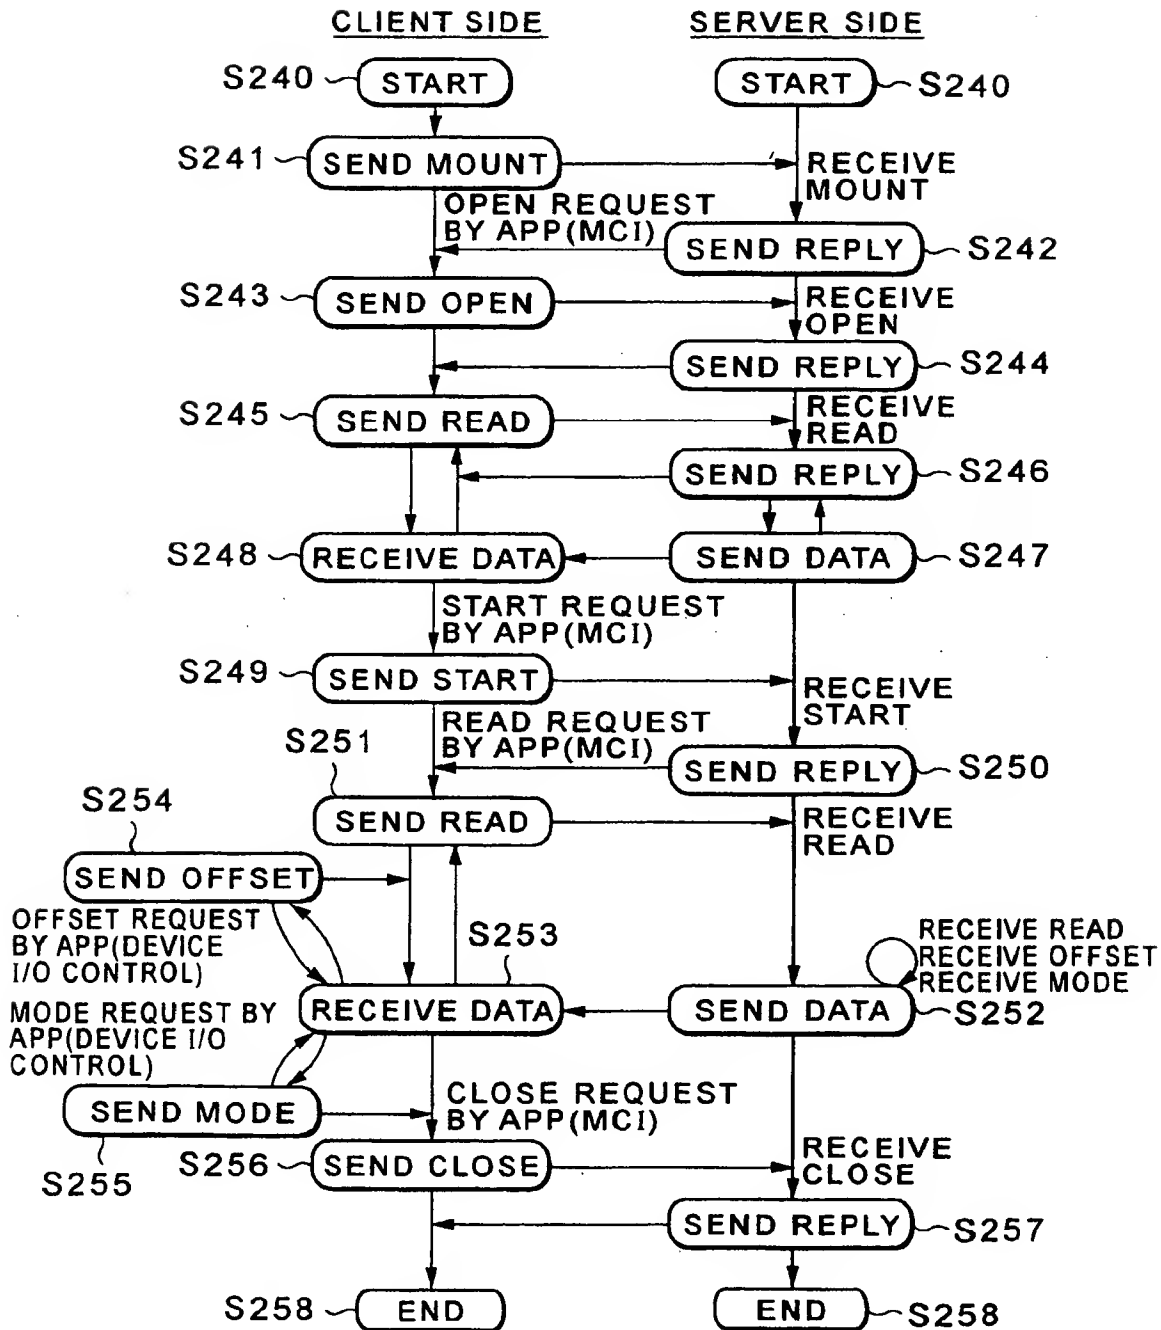 CLIENT SIDE
SERVER SIDE
S240
START
START
S240
S241
SEND MOUNT
RECEIVE
MOUNT
OPEN REQUEST
BY APP(MCI)
SEND REPLY
S242
S243
SEND OPEN
RECEIVE
OPEN
SEND REPLY
S244
S245
SEND READ
RECEIVE
READ
SEND REPLY
S246
S248
RECEIVE DATA
SEND DATA
S247
START REQUEST
BY APP(MCI)
S249
SEND START
RECEIVE
START
S251
READ REQUEST
BY APP(MCI)
SEND REPLY
S250
S254
SEND READ
RECEIVE
READ
SEND OFFSET
OFFSET REQUEST
BY APP(DEVICE
I/O CONTROL)
S253
RECEIVE READ
RECEIVE OFFSET
RECEIVE MODE
MODE REQUEST BY
APP(DEVICE I/O
CONTROL)
RECEIVE DATA
SEND DATA
S252
SEND MODE
S255
CLOSE REQUEST
BY APP(MCI)
S256
SEND CLOSE
RECEIVE
CLOSE
SEND REPLY
S257
S258
END
END
S258